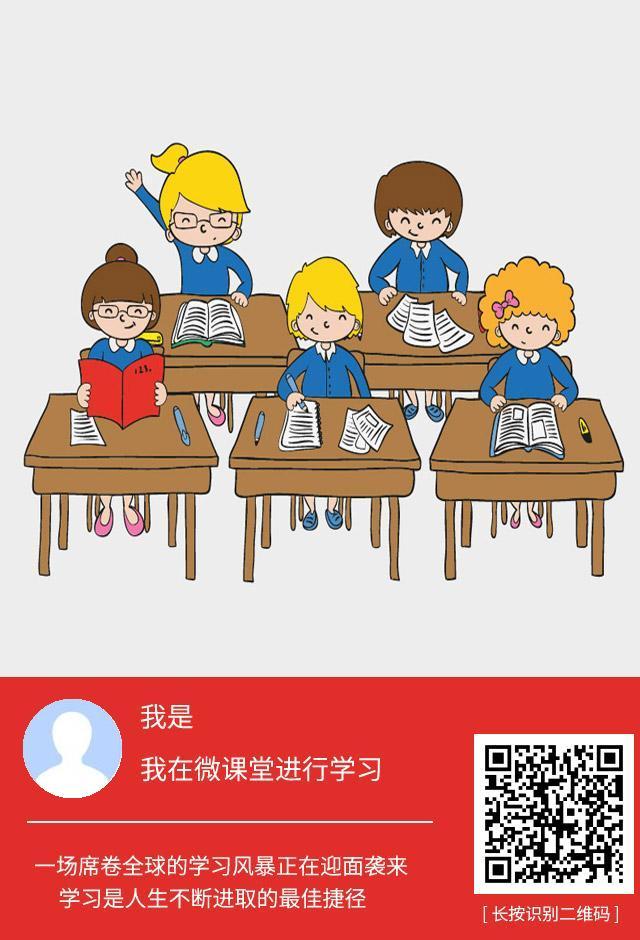 123,
我是
我在微课堂进行学习
一场席卷全球的学习风暴正在迎面袭来
学习是人生不断进取的最佳捷径
[ 长按识别二维码 ]